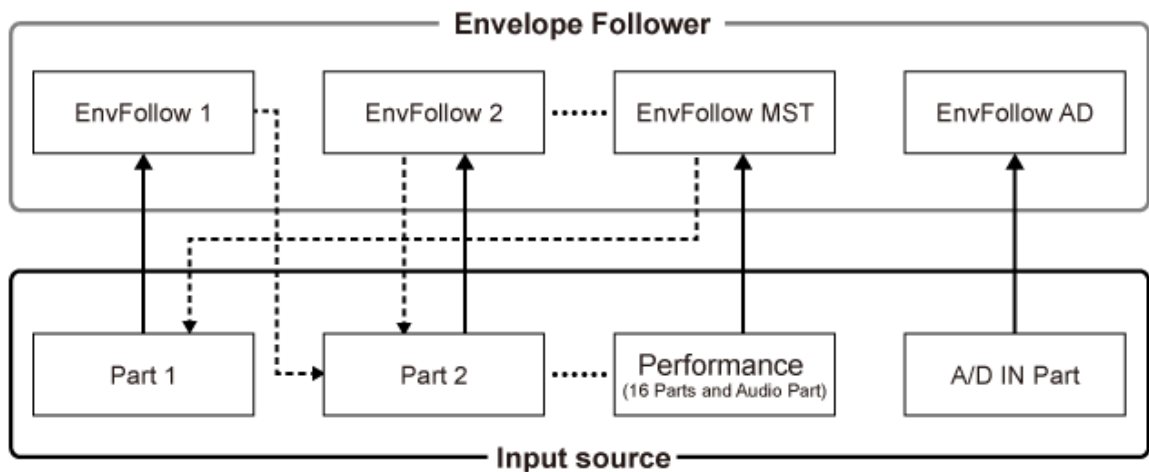 Envelope Follower
EnvFollow 1
EnvFollow 2
EnvFollow MST
EnvFollow AD
Part 1
Part 2
Performance
(16 Parts and Audio Part)
A/D IN Part
Input source